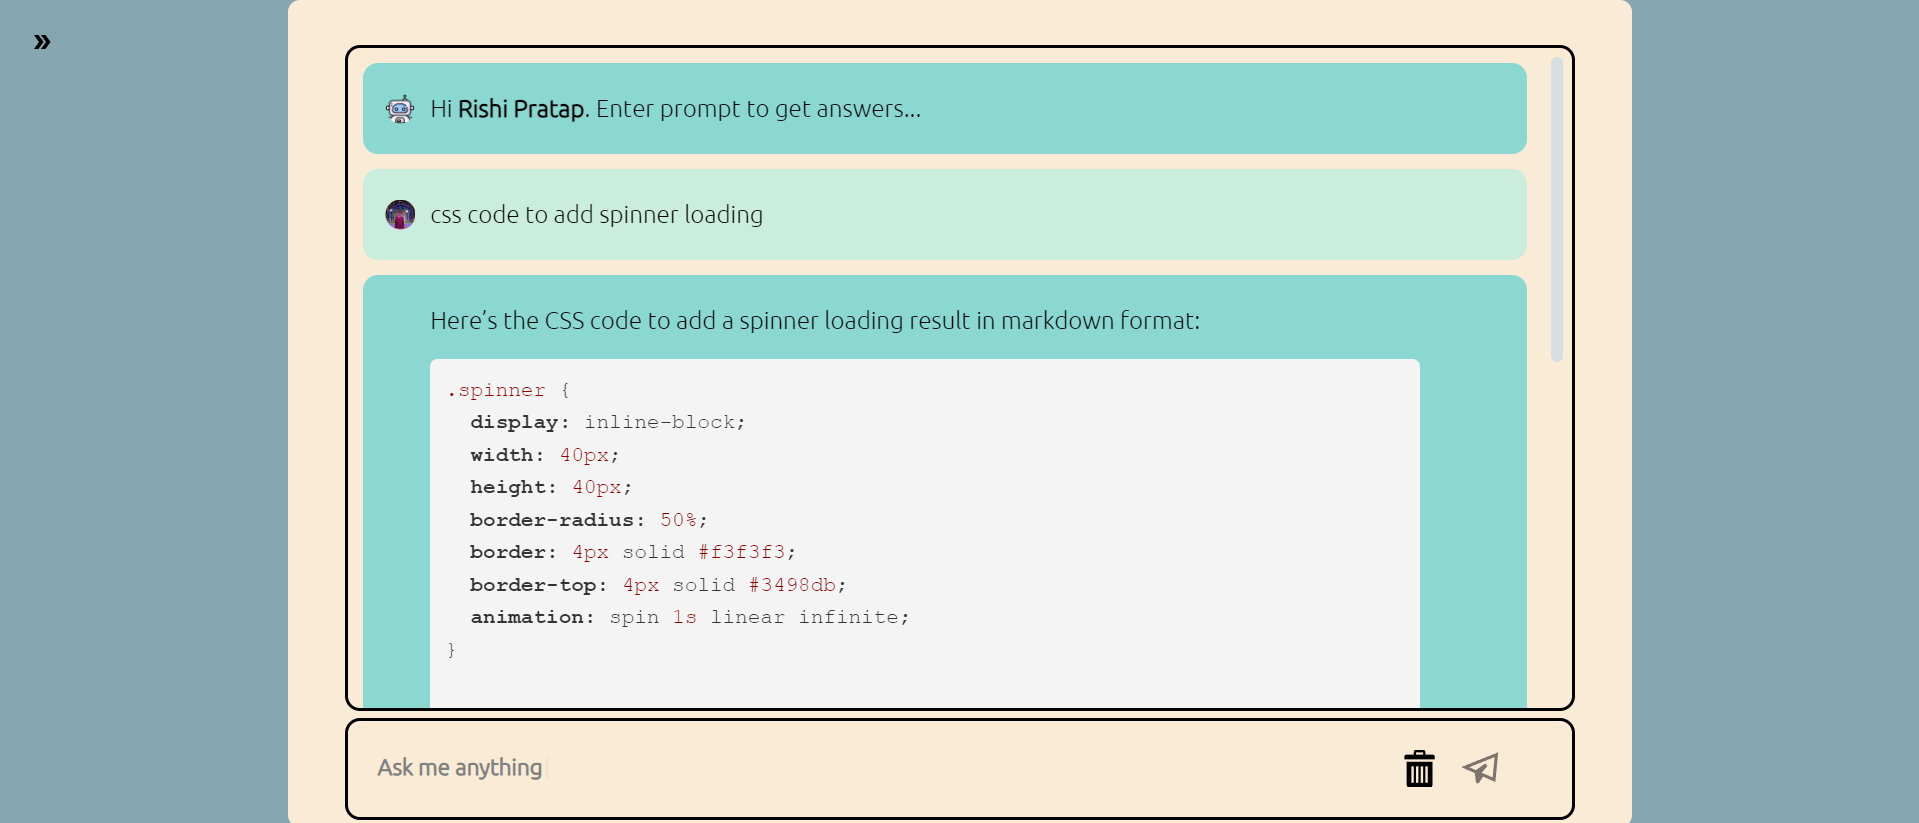 »
Hi Rishi Pratap. Enter prompt to get answers...
css code to add spinner loading
Here’s the CSS code to add a spinner loading result in markdown format:
.spinner {
  display: inline-block;
  width: 40px;
  height: 40px;
  border-radius: 50%;
  border: 4px solid #f3f3f3;
  border-top: 4px solid #3498db;
  animation: spin 1s linear infinite;
}
Ask me anything